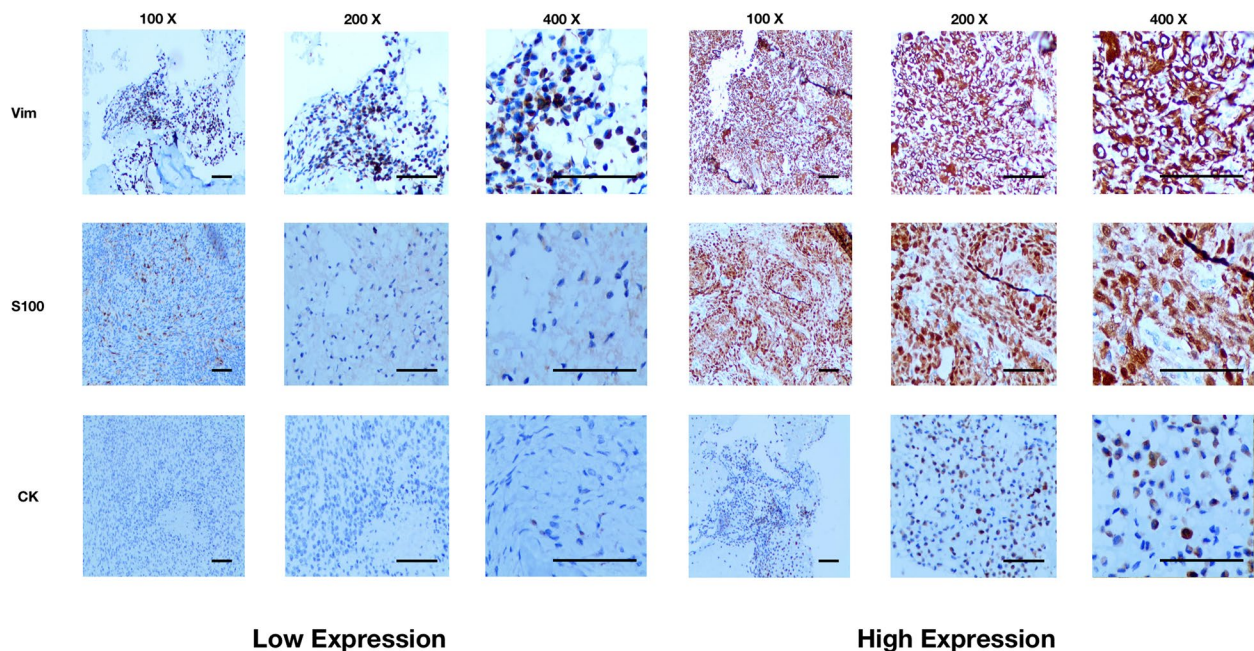 100 X 200 X 400 X 100 X 200 X 400 X
Vim
S100
CK
Low Expression High Expression